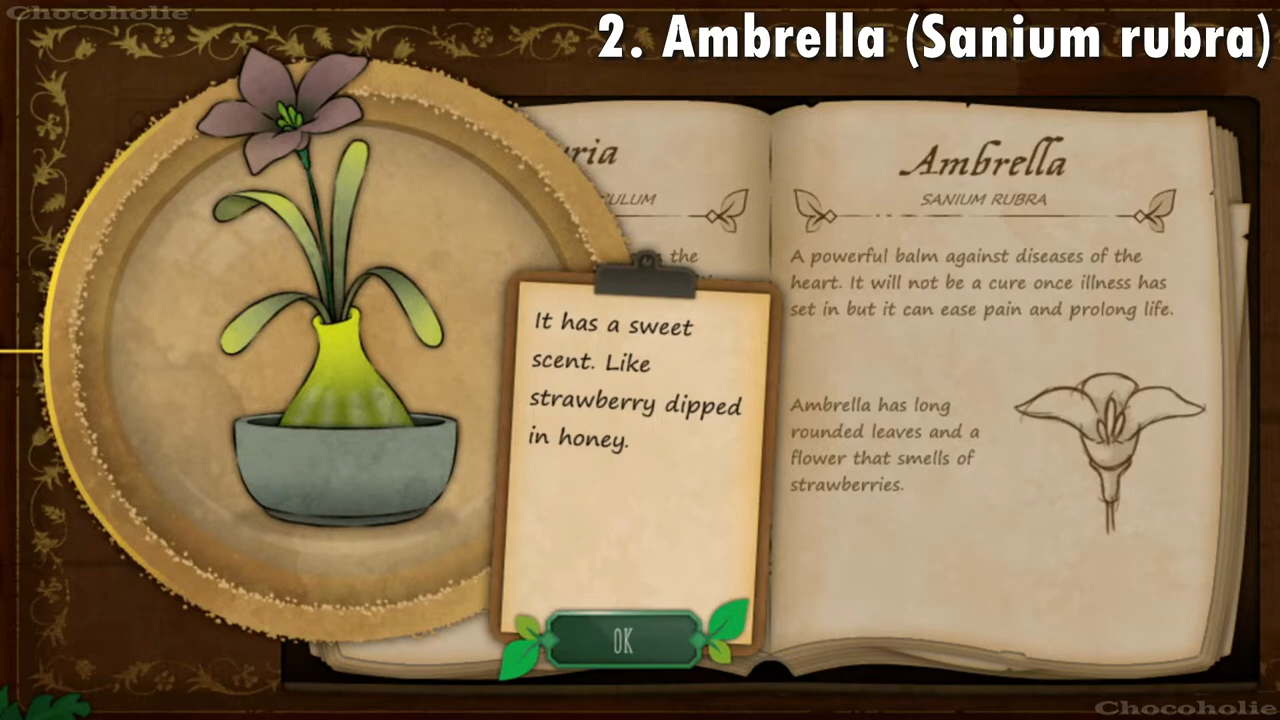 Chocoholic
2. Ambrella (Sanium rubra)
Ambrella
SANIUM RUBRA
the
A powerful balm against diseases of the
heart. It will not be a cure once illness has
set in but it can ease pain and prolong life.
It has a sweet
scent. Like
strawberry dipped
in honey.
Ambrella has long
rounded leaves and a
flower that smells of
strawberries.
OK
Chocoholic